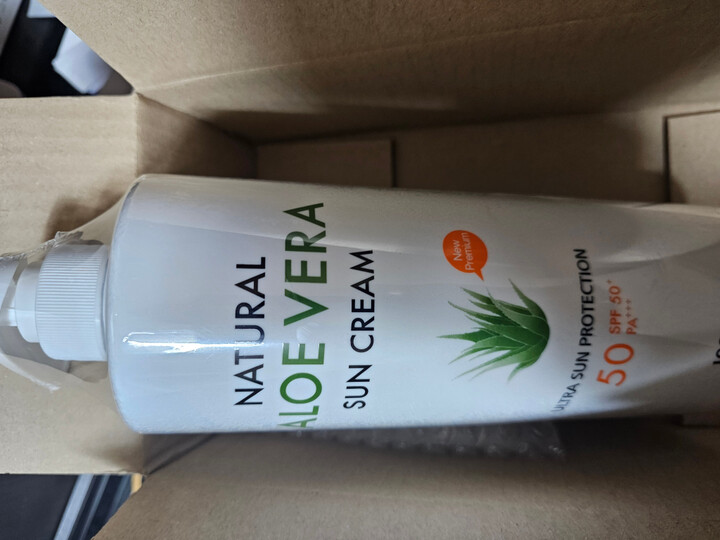 NATURAL
ALOE VERA
SUN CREAM
New
Premium
ULTRA SUN PROTECTION
50 SPF 50+
PA+++